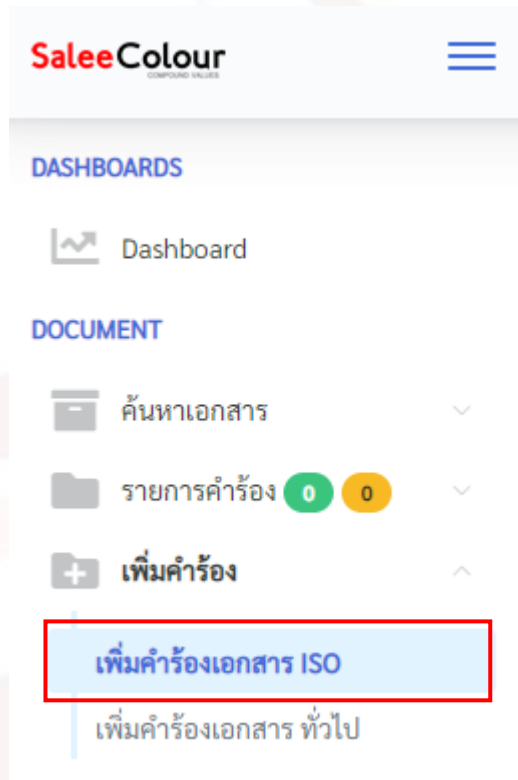 SaleeColour
COMPOUND VALUES
DASHBOARDS
Dashboard
DOCUMENT
ค้นหาเอกสาร
รายการคำร้อง 0 0
เพิ่มคำร้อง
เพิ่มคำร้องเอกสาร ISO
เพิ่มคำร้องเอกสาร ทั่วไป